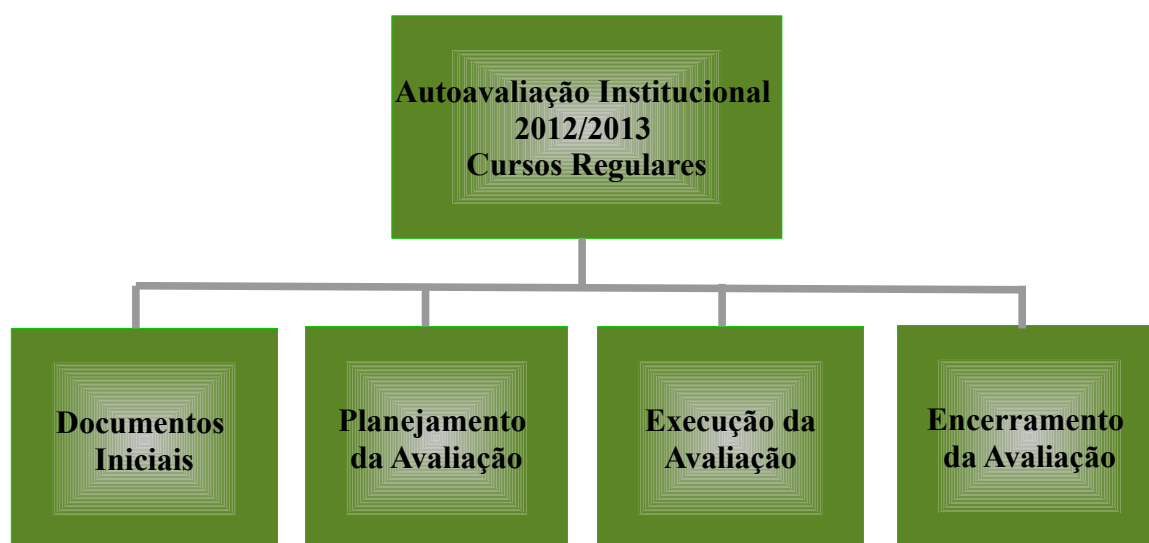 Autoavaliação Institucional
2012/2013
Cursos Regulares
Documentos
Iniciais
Planejamento
da Avaliação
Execução da
Avaliação
Encerramento
da Avaliação